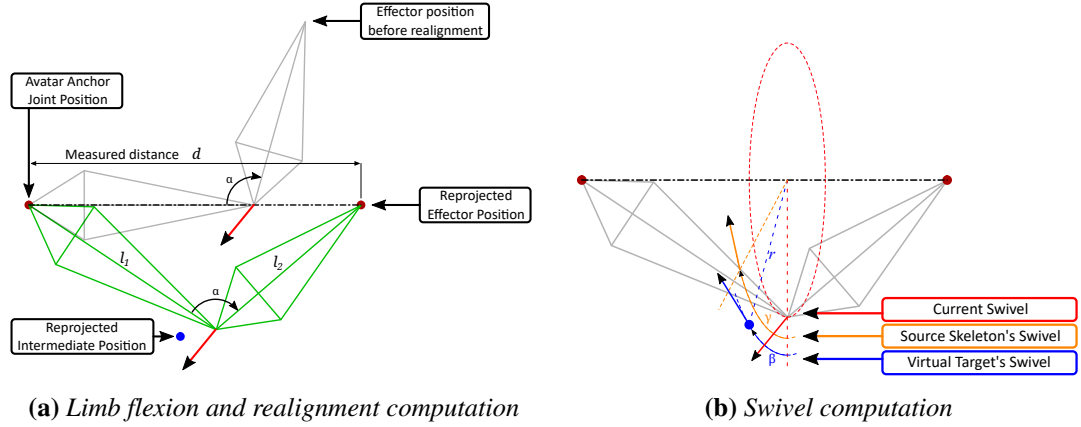 Effector position
before realignment
Avatar Anchor
Joint Position
Measured distance d
α
Reprojected
Effector Position
l₁
l₂
α
Reprojected
Intermediate Position
(a) Limb flexion and realignment computation
r
γ
β
Current Swivel
Source Skeleton's Swivel
Virtual Target's Swivel
(b) Swivel computation